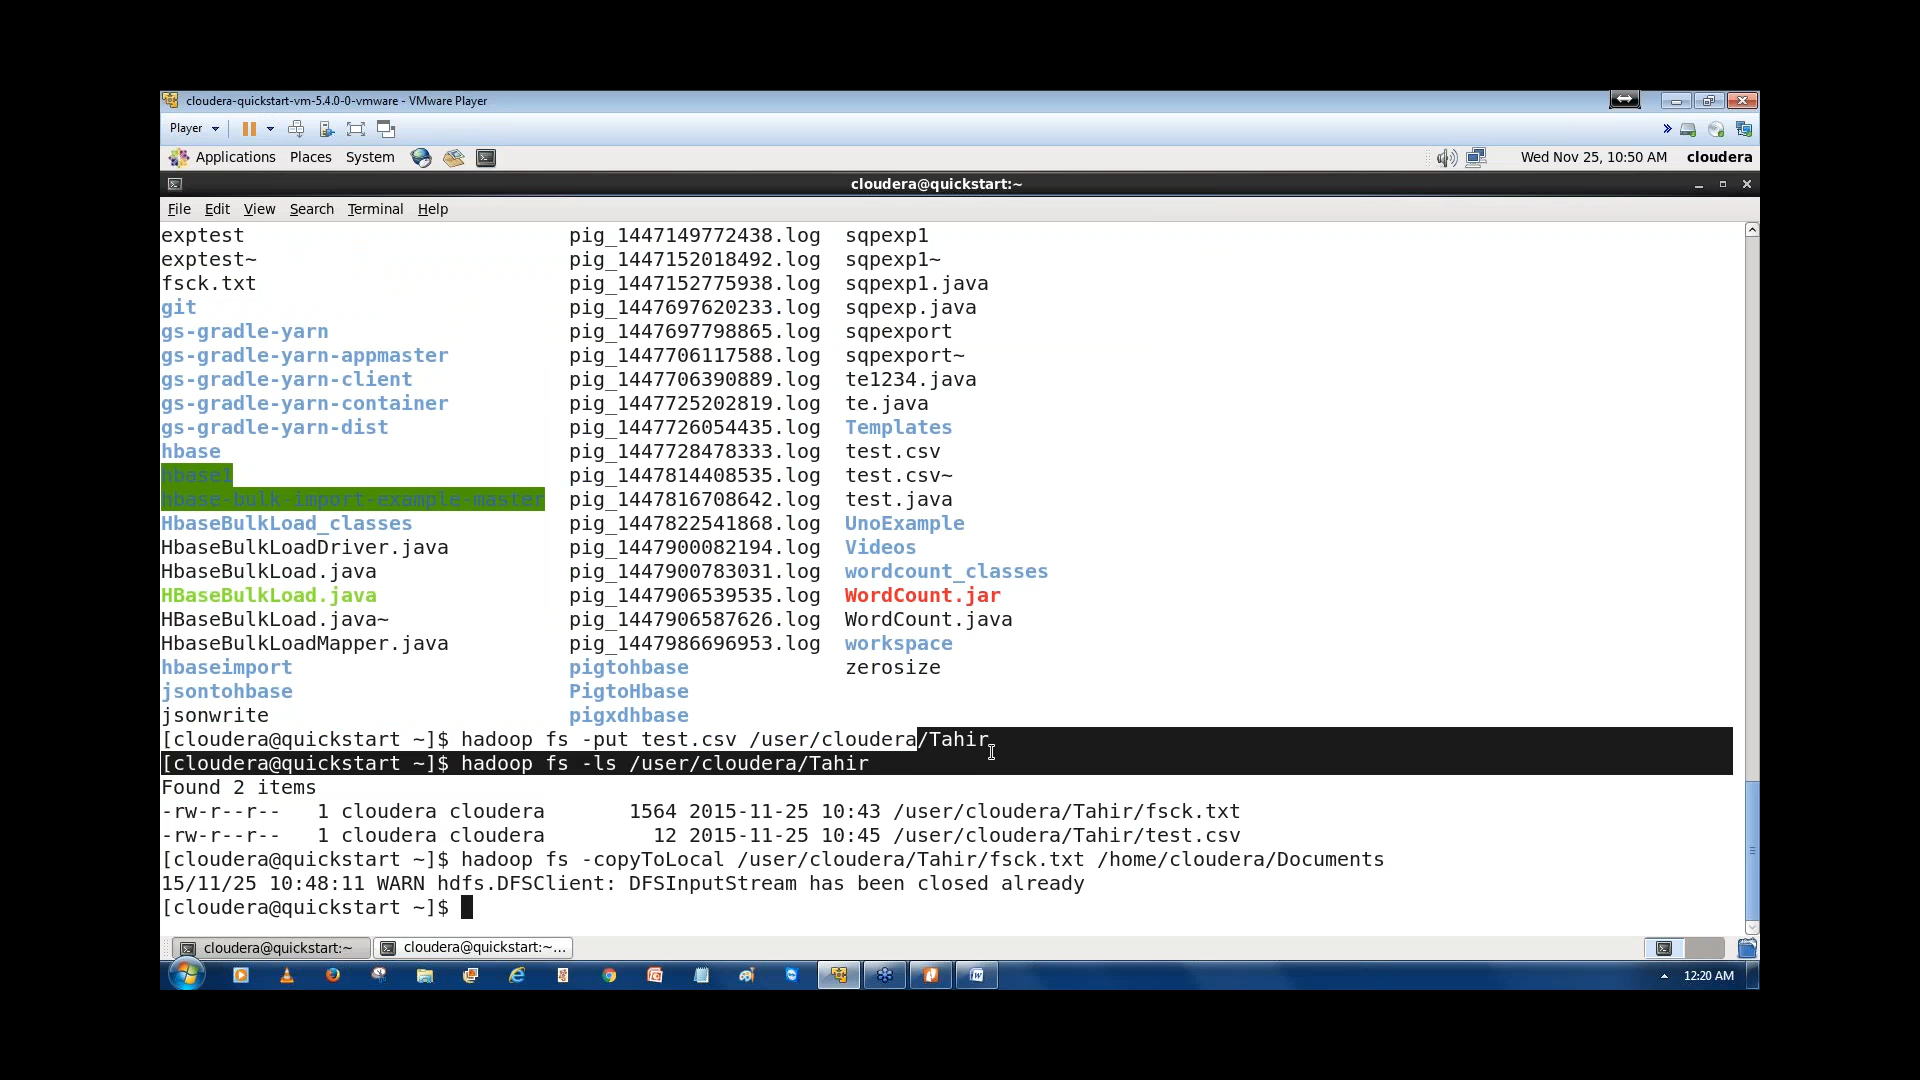 cloudera-quickstart-vm-5.4.0-0-vmware - VMware Player
Player
Applications Places System Wed Nov 25, 10:50 AM cloudera
cloudera@quickstart:~
File Edit View Search Terminal Help
exptest pig_1447149772438.log sqpexp1
exptest~ pig_1447152018492.log sqpexp1~
fsck.txt pig_1447152775938.log sqpexp1.java
git pig_1447697620233.log sqpexp.java
gs-gradle-yarn pig_1447697798865.log sqpexport
gs-gradle-yarn-appmaster pig_1447706117588.log sqpexport~
gs-gradle-yarn-client pig_1447706390889.log te1234.java
gs-gradle-yarn-container pig_1447725202819.log te.java
gs-gradle-yarn-dist pig_1447726054435.log Templates
hbase pig_1447728478333.log test.csv
hbase1 pig_1447814408535.log test.csv~
hbase-bulk-import-example-master pig_1447816708642.log test.java
HbaseBulkLoad_classes pig_1447822541868.log UnoExample
HbaseBulkLoadDriver.java pig_1447900082194.log Videos
HbaseBulkLoad.java pig_1447900783031.log wordcount_classes
HBaseBulkLoad.java pig_1447906539535.log WordCount.jar
HBaseBulkLoad.java~ pig_1447906587626.log WordCount.java
HbaseBulkLoadMapper.java pig_1447986696953.log workspace
hbaseimport pigtohbase zerosize
jsontohbase PigtoHbase
jsonwrite pigxdhbase
[cloudera@quickstart ~]$ hadoop fs -put test.csv /user/cloudera/Tahir
[cloudera@quickstart ~]$ hadoop fs -ls /user/cloudera/Tahir
Found 2 items
-rw-r--r-- 1 cloudera cloudera 1564 2015-11-25 10:43 /user/cloudera/Tahir/fsck.txt
-rw-r--r-- 1 cloudera cloudera 12 2015-11-25 10:45 /user/cloudera/Tahir/test.csv
[cloudera@quickstart ~]$ hadoop fs -copyToLocal /user/cloudera/Tahir/fsck.txt /home/cloudera/Documents
15/11/25 10:48:11 WARN hdfs.DFSClient: DFSInputStream has been closed already
[cloudera@quickstart ~]$
cloudera@quickstart:~ cloudera@quickstart:~...
12:20 AM